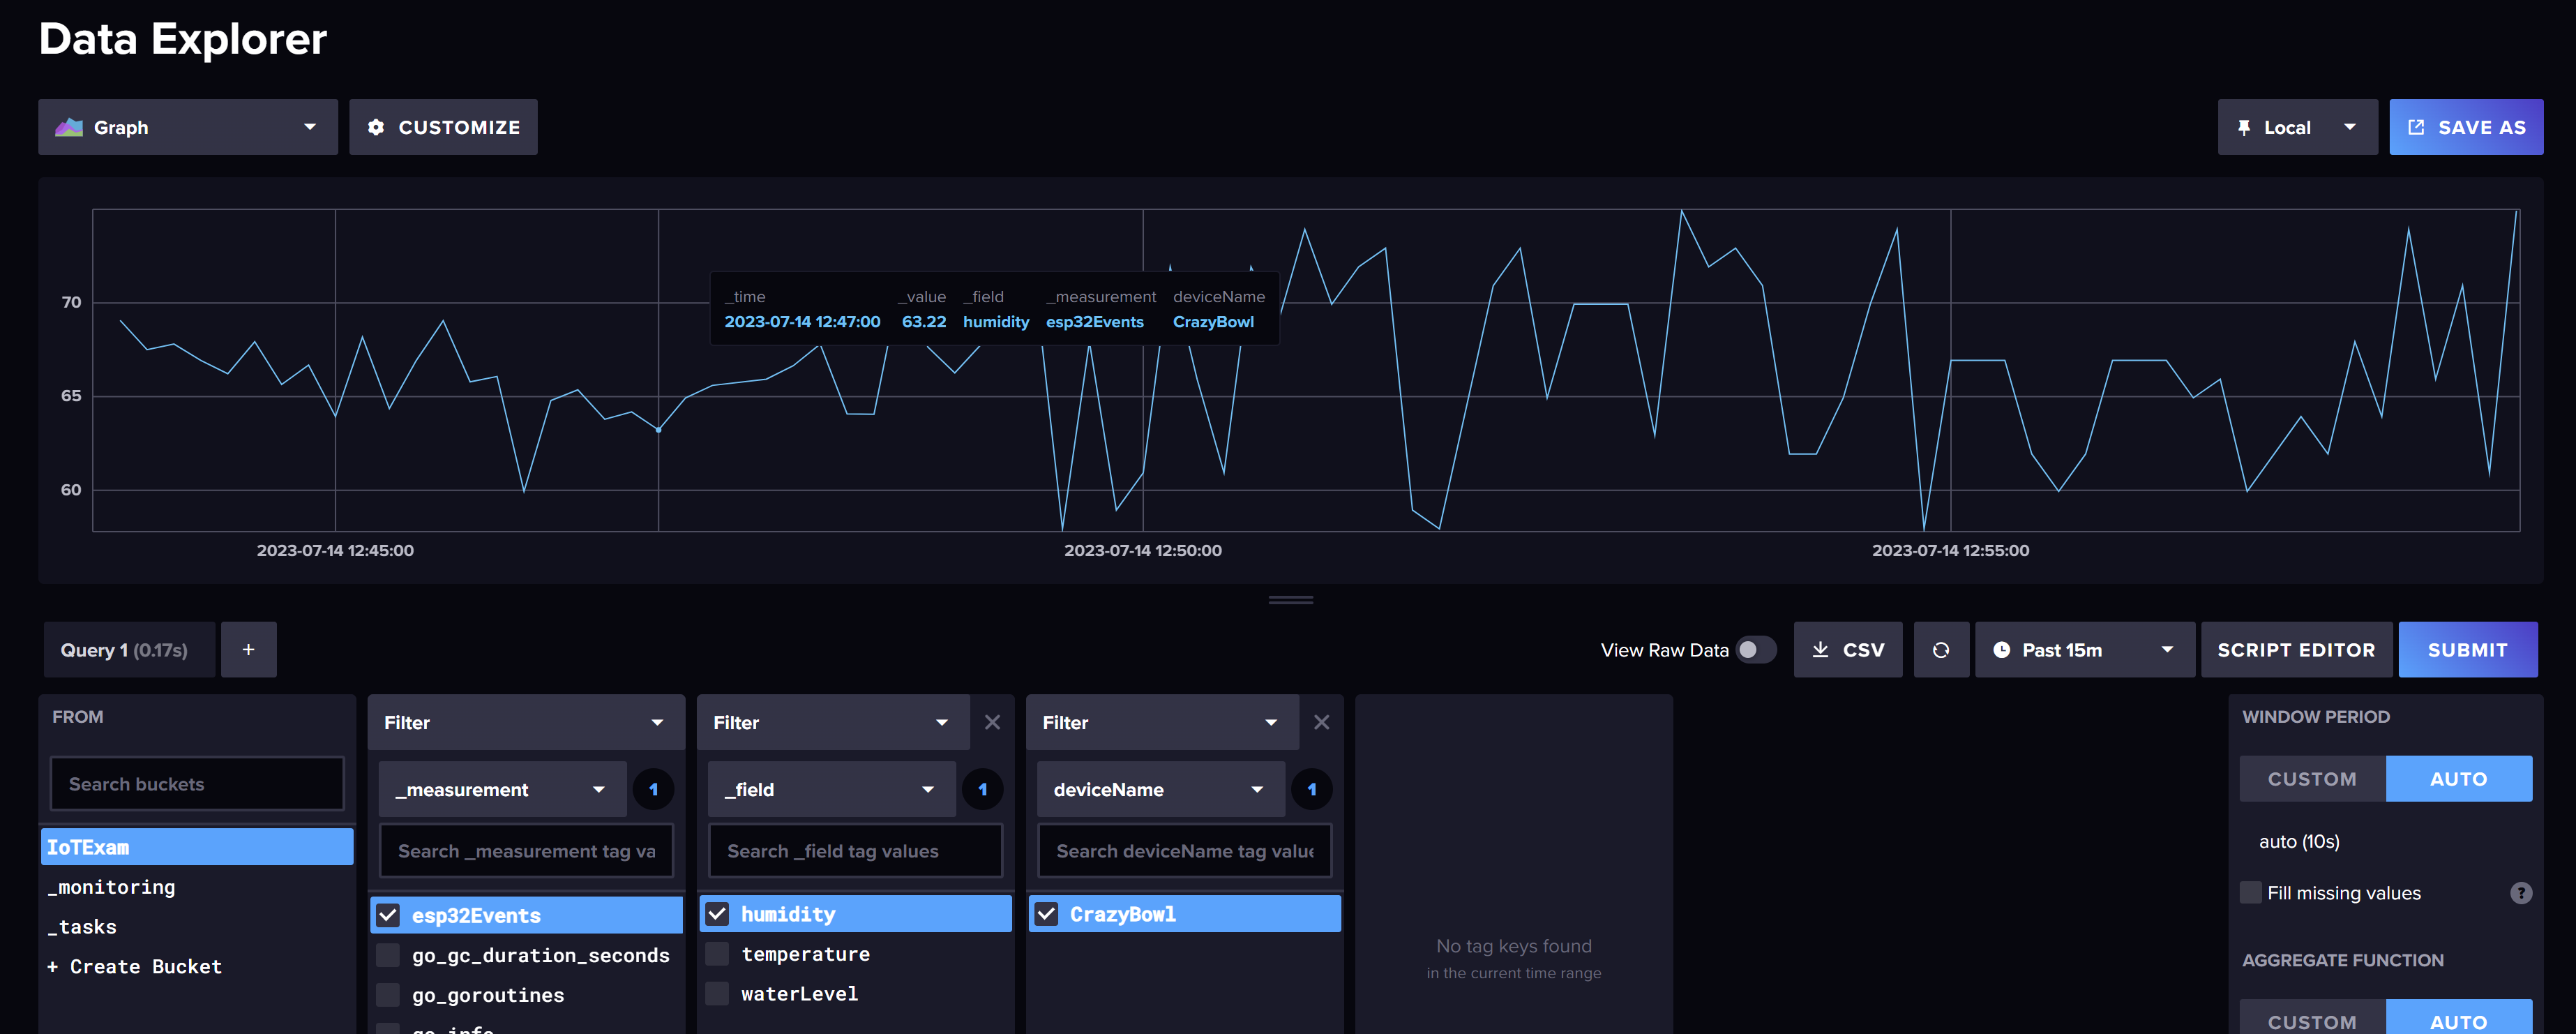 Data Explorer
Graph
CUSTOMIZE
Local
SAVE AS
70
65
60
_time _value _field _measurement deviceName
2023-07-14 12:47:00 63.22 humidity esp32Events CrazyBowl
2023-07-14 12:45:00
2023-07-14 12:50:00
2023-07-14 12:55:00
Query 1 (0.17s)
+
View Raw Data
CSV
Past 15m
SCRIPT EDITOR
SUBMIT
FROM
Search buckets
IoTExam
_monitoring
_tasks
+ Create Bucket
Filter
_measurement
1
Search _measurement tag va
esp32Events
go_gc_duration_seconds
go_goroutines
Filter
_field
1
Search _field tag values
humidity
temperature
waterLevel
Filter
deviceName
1
Search deviceName tag value
CrazyBowl
No tag keys found
in the current time range
WINDOW PERIOD
CUSTOM
AUTO
auto (10s)
Fill missing values
?
AGGREGATE FUNCTION
CUSTOM
AUTO